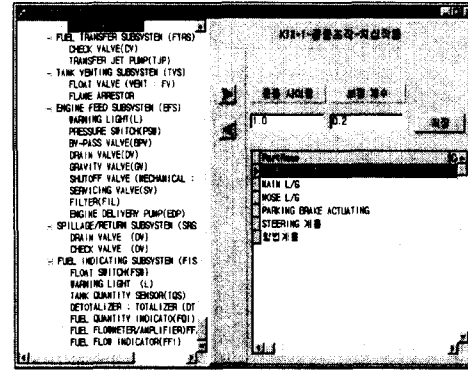 - FUEL TRANSFER SUBSYSTEM (FTRS)
CHECK VALVE(CV)
TRANSFER JET PUMP(TJP)
- TANK VENTING SUBSYSTEM (TVS)
FLOAT VALVE (VENT : FV)
FLAME ARRESTOR
- ENGINE FEED SUBSYSTEM (EFS)
WARNING LIGHT(L)
PRESSURE SWITCH(PSW)
BY-PASS VALVE(BPV)
DRAIN VALVE(DV)
GRAVITY VALVE(GV)
SHUTOFF VALVE (MECHANICAL :
SERVICING VALVE(SV)
FILTER(FIL)
ENGINE DELIVERY PUMP(EDP)
- SPILLAGE/RETURN SUBSYSTEM (SRS
DRAIN VALVE (DV)
CHECK VALVE (CV)
- FUEL INDICATING SUBSYSTEM (FIS
FLOAT SWITCH(FSW)
WARNING LIGHT (L)
TANK QUANTITY SENSOR(TQS)
DETOTALIZER : TOTALIZER (DT
FUEL QUANTITY INDICATO(FQI)
FUEL FLOWMETER/AMPLIFIER)FF
FUEL FLOW INDICATOR(FFI)
1.0
0.2
저장
PartName
MAIN L/G
NOSE L/G
PARKING BRAKE ACTUATING
STEERING 계통